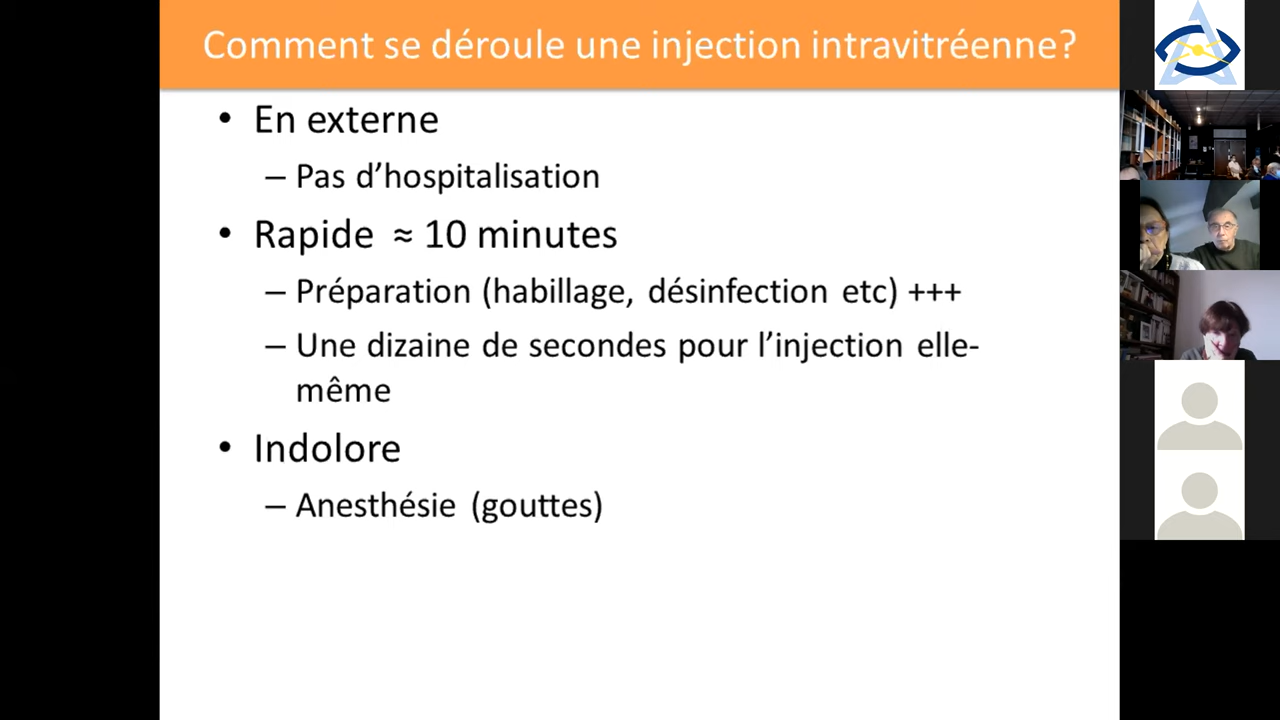 Comment se déroule une injection intravitréenne?
• En externe
– Pas d’hospitalisation
• Rapide ≈ 10 minutes
– Préparation (habillage, désinfection etc) +++
– Une dizaine de secondes pour l’injection elle-
même
• Indolore
– Anesthésie (gouttes)